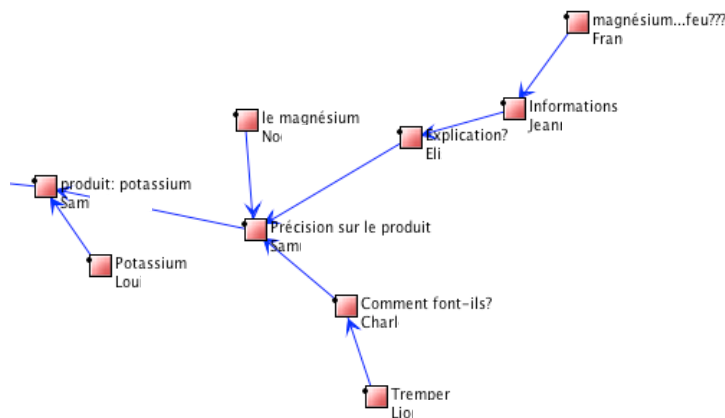 magnésium...feu???
Fran
Informations
Jean
le magnésium
No
Explication?
Eli
produit: potassium
Sam
Précision sur le produit
Sam
Potassium
Loui
Comment font-ils?
Charl
Tremper
Lio